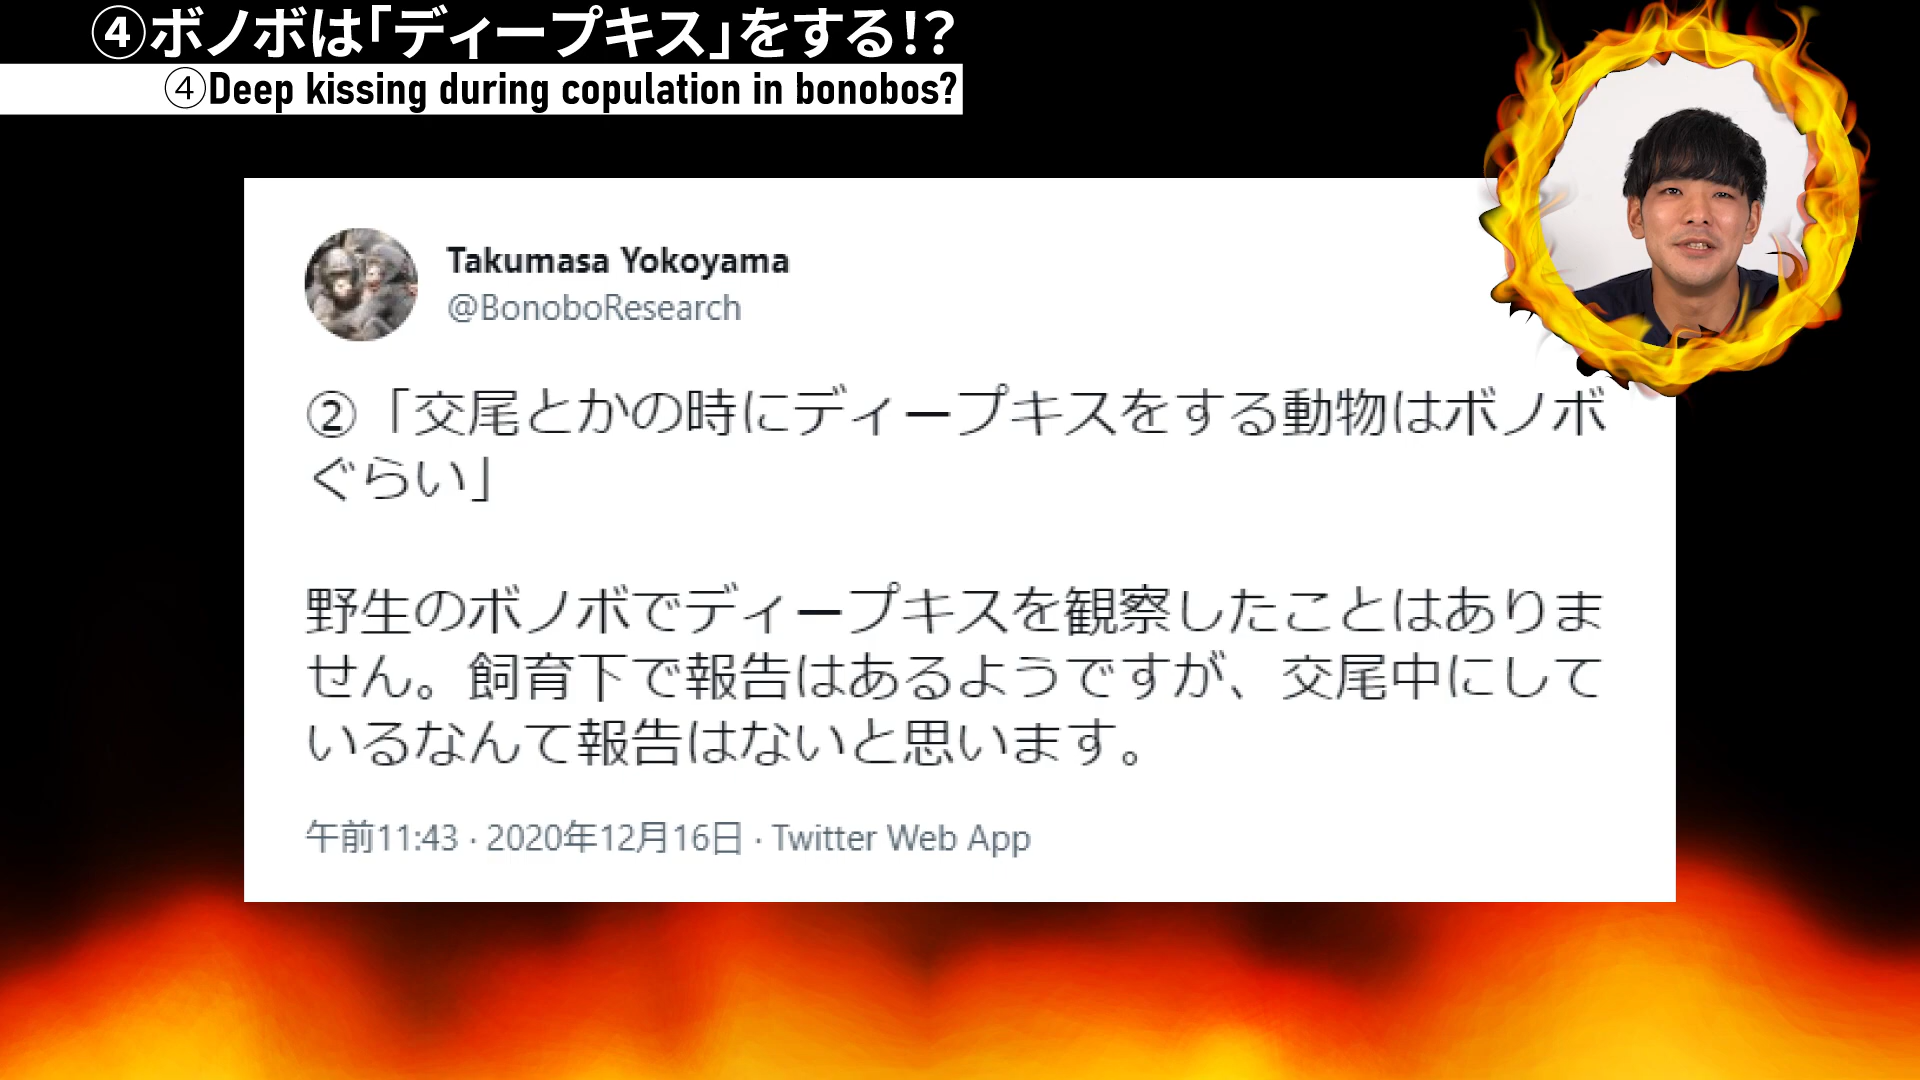 ④ボノボは「ディープキス」をする!?
④Deep kissing during copulation in bonobos?
Takumasa Yokoyama
@BonoboResearch
②「交尾とかの時にディープキスをする動物はボノボ
ぐらい」
野生のボノボでディープキスを観察したことはありま
せん。飼育下で報告はあるようですが、交尾中にして
いるなんて報告はないと思います。
午前11:43 · 2020年12月16日 · Twitter Web App